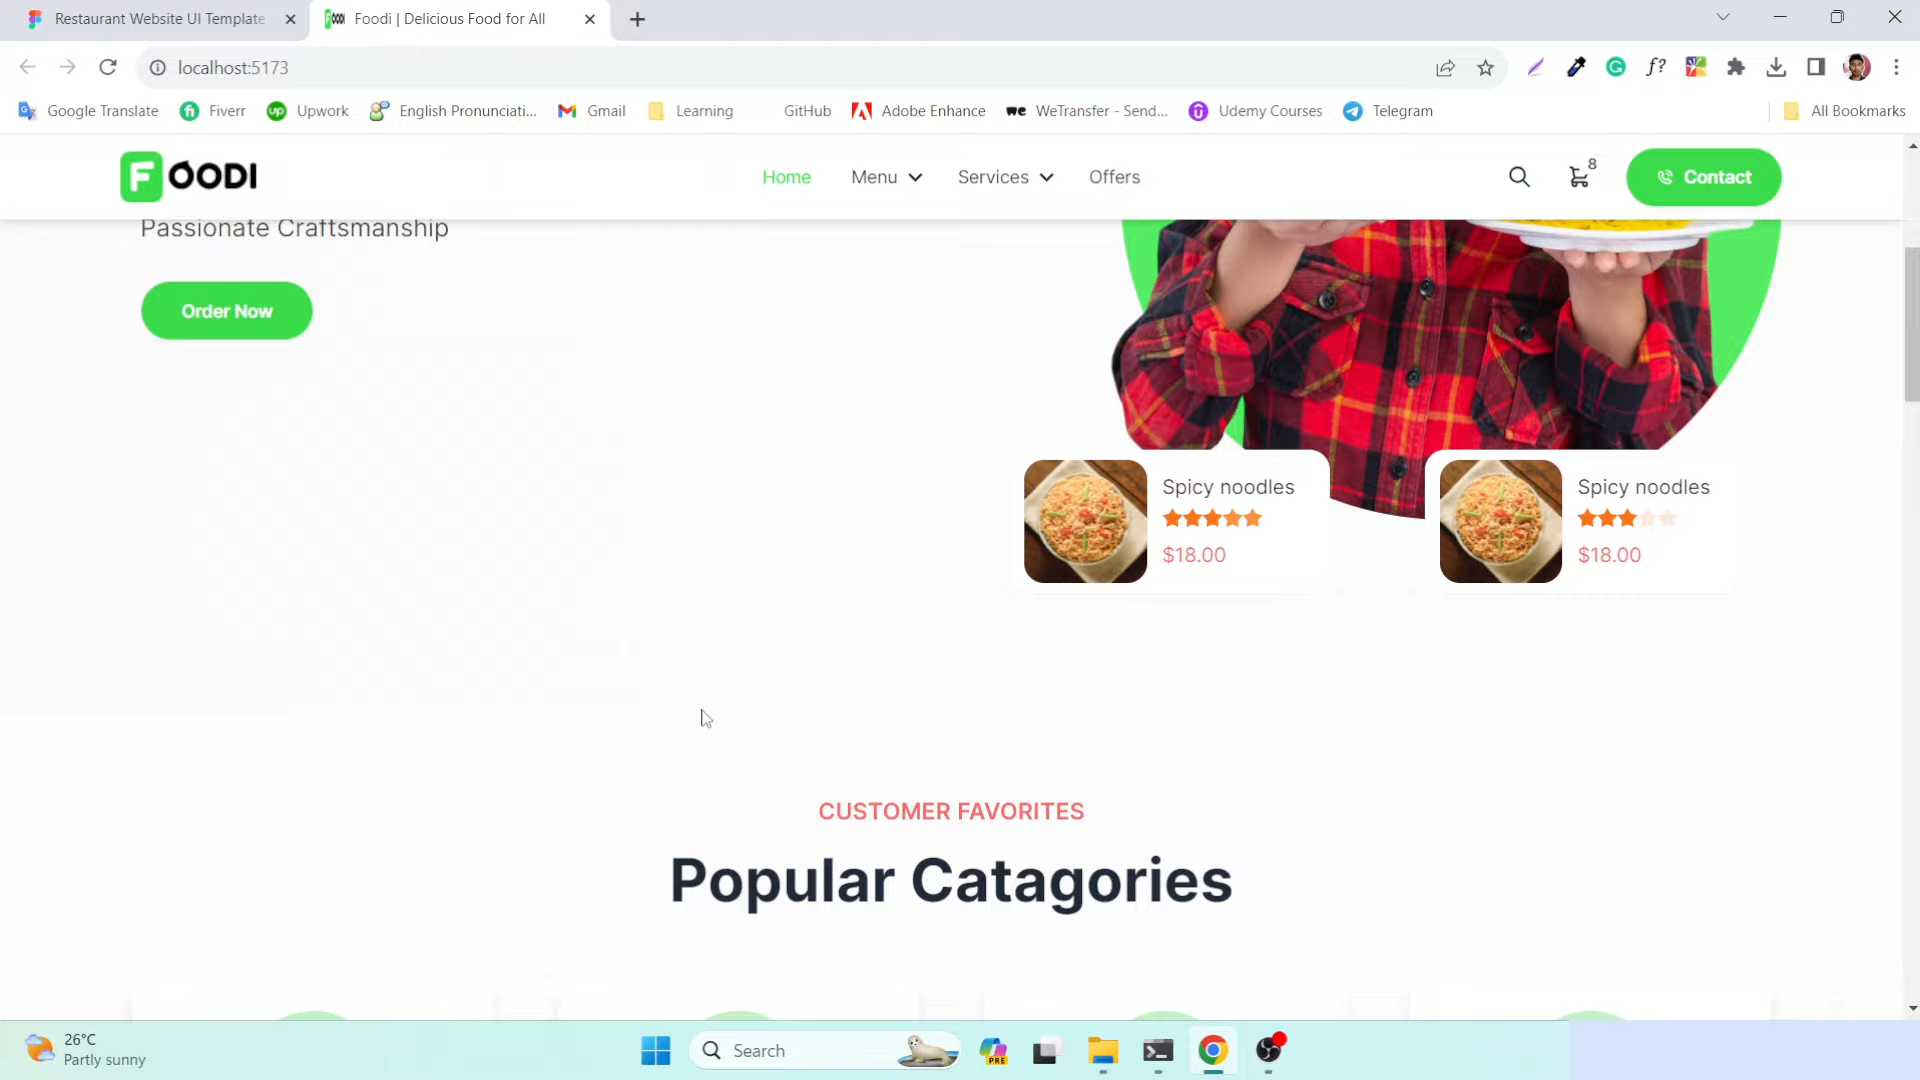 Restaurant Website UI Template
Foodi | Delicious Food for All
localhost:5173
f?
Google Translate
Fiverr
Upwork
English Pronunciati...
Gmail
Learning
GitHub
Adobe Enhance
WeTransfer - Send...
Udemy Courses
Telegram
All Bookmarks
FOODI
Home
Menu
Services
Offers
8
Contact
Passionate Craftsmanship
Order Now
Spicy noodles
$18.00
Spicy noodles
$18.00
CUSTOMER FAVORITES
Popular Catagories
26°C
Partly sunny
Search
PRE